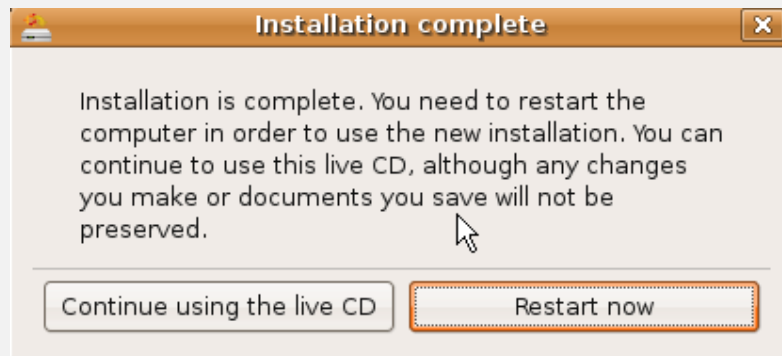 Installation complete
Installation is complete. You need to restart the
computer in order to use the new installation. You can
continue to use this live CD, although any changes
you make or documents you save will not be
preserved.
Continue using the live CD
Restart now